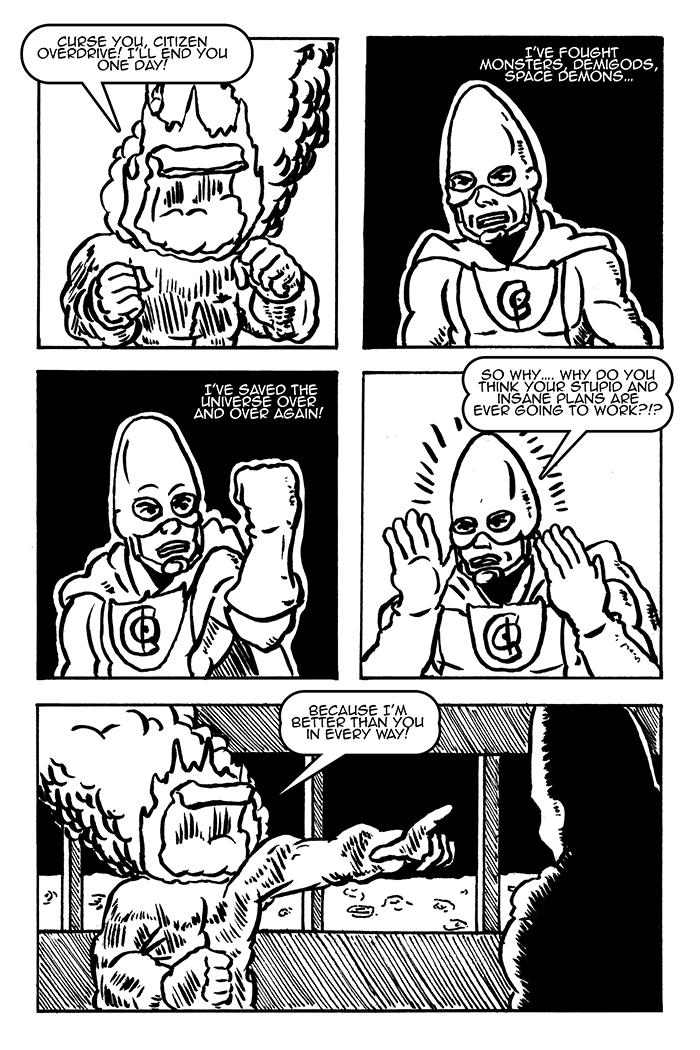 CURSE YOU, CITIZEN
OVERDRIVE! I'LL END YOU
ONE DAY!
I'VE FOUGHT
MONSTERS, DEMIGODS,
SPACE DEMONS...
I'VE SAVED THE
UNIVERSE OVER
AND OVER AGAIN!
SO WHY.... WHY DO YOU
THINK YOUR STUPID AND
INSANE PLANS ARE
EVER GOING TO WORK?!?
BECAUSE I'M
BETTER THAN YOU
IN EVERY WAY!